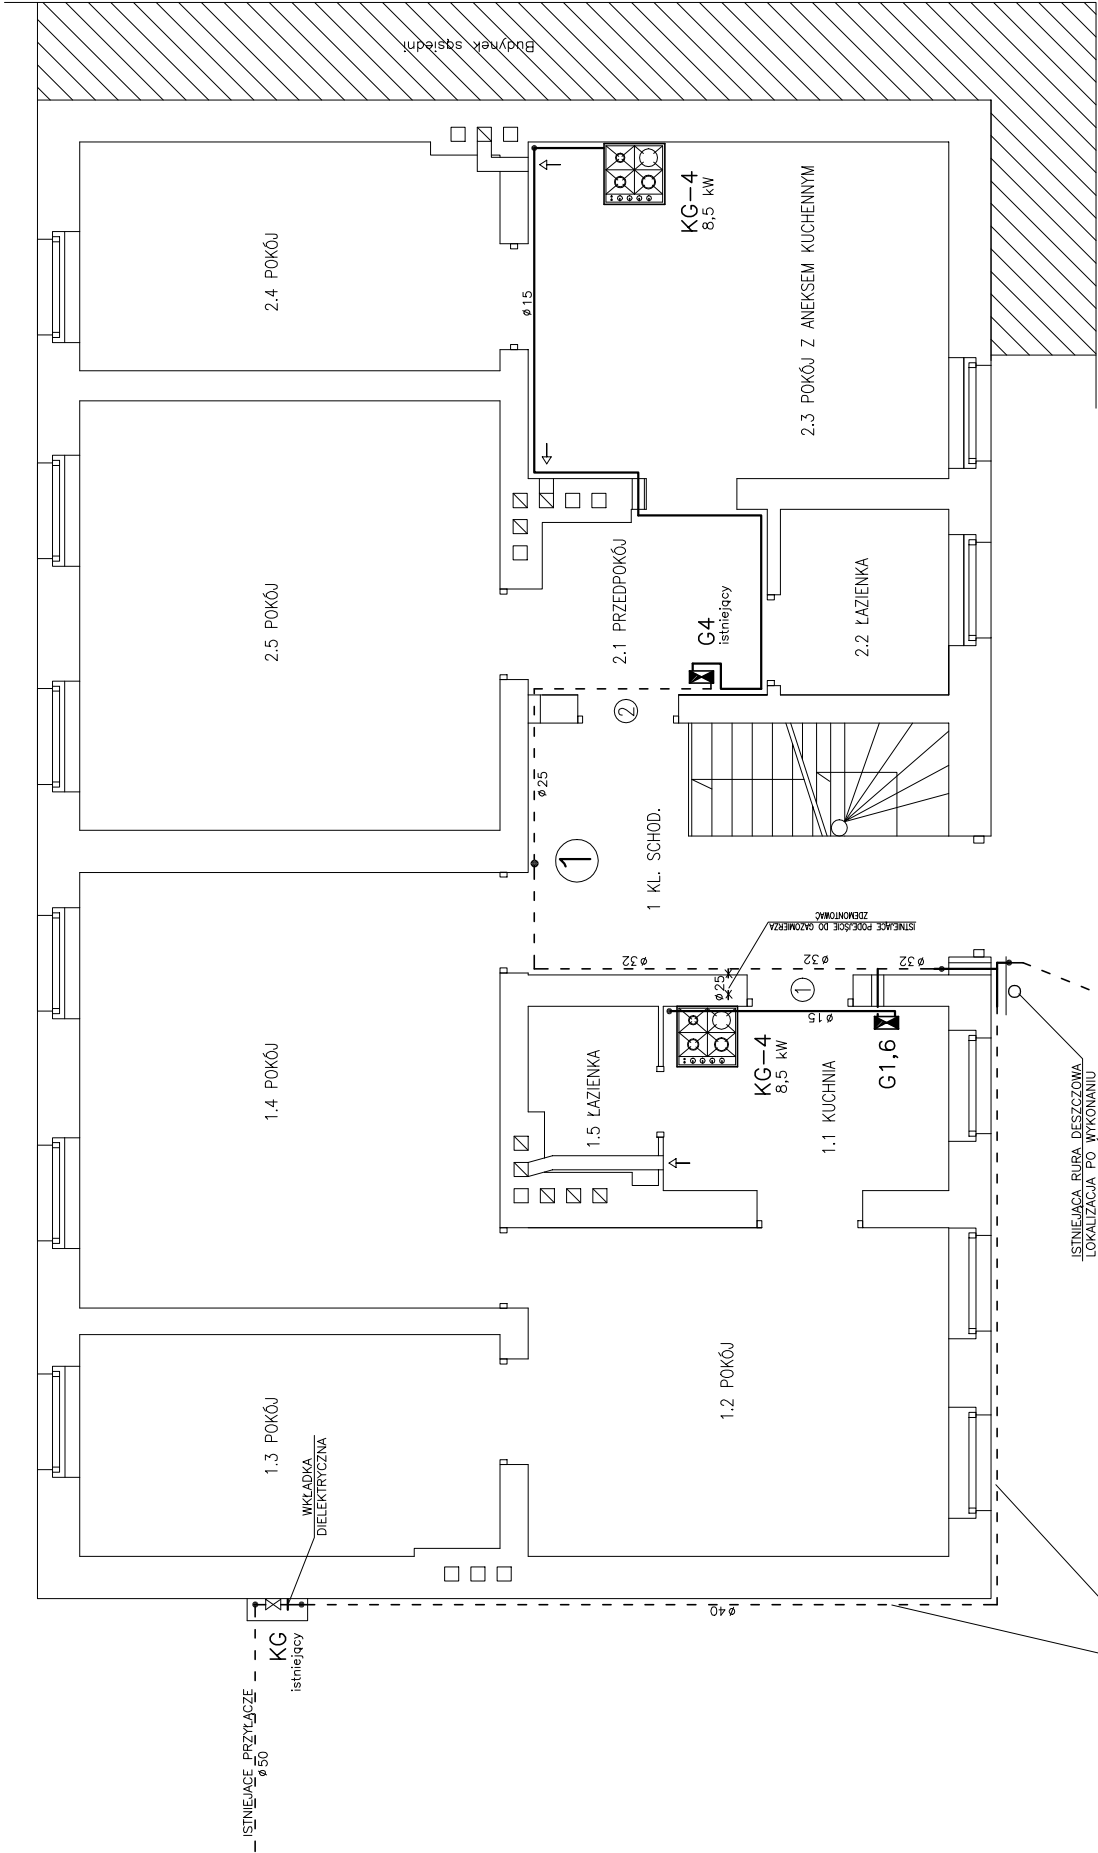 Budynek sąsiedni
2.4 POKÓJ
KG-4
8,5 kW
ø15
2.3 POKÓJ Z ANEKSEM KUCHENNYM
2.5 POKÓJ
2.1 PRZEDPOKÓJ
G4
istniejący
2.2 ŁAZIENKA
2
ø25
1
1 KL. SCHOD.
ISTNIEJĄCE PODEJŚCIE DO GAZOMIERZA
ZDEMONTOWAĆ
ø32
ø32
ø32
ø25
1
ø15
1.4 POKÓJ
1.5 ŁAZIENKA
KG-4
8,5 kW
1.1 KUCHNIA
G1,6
ISTNIEJĄCA RURA DESZCZOWA
LOKALIZACJA PO WYKONANIU
1.3 POKÓJ
1.2 POKÓJ
WKŁADKA
DIELEKTRYCZNA
KG
istniejący
ø40
ISTNIEJĄCE PRZYŁĄCZE
ø50